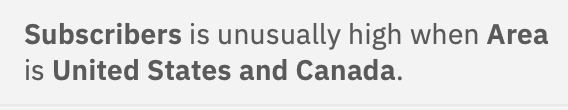 Subscribers is unusually high when Area
is United States and Canada.